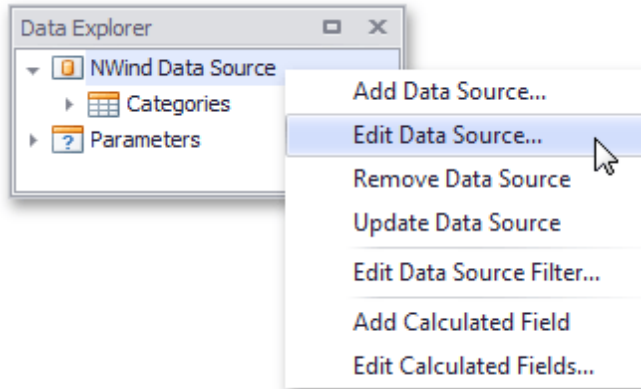 Data Explorer
NWind Data Source
Categories
Parameters
Add Data Source...
Edit Data Source...
Remove Data Source
Update Data Source
Edit Data Source Filter...
Add Calculated Field
Edit Calculated Fields...